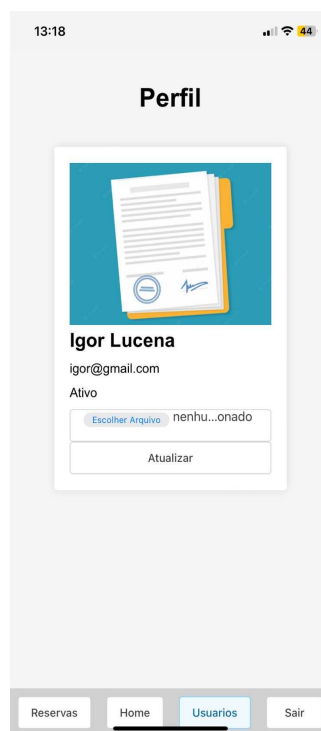 13:18 44
Perfil
Igor Lucena
igor@gmail.com
Ativo
Escolher Arquivo nenhu...onado
Atualizar
Reservas Home Usuarios Sair